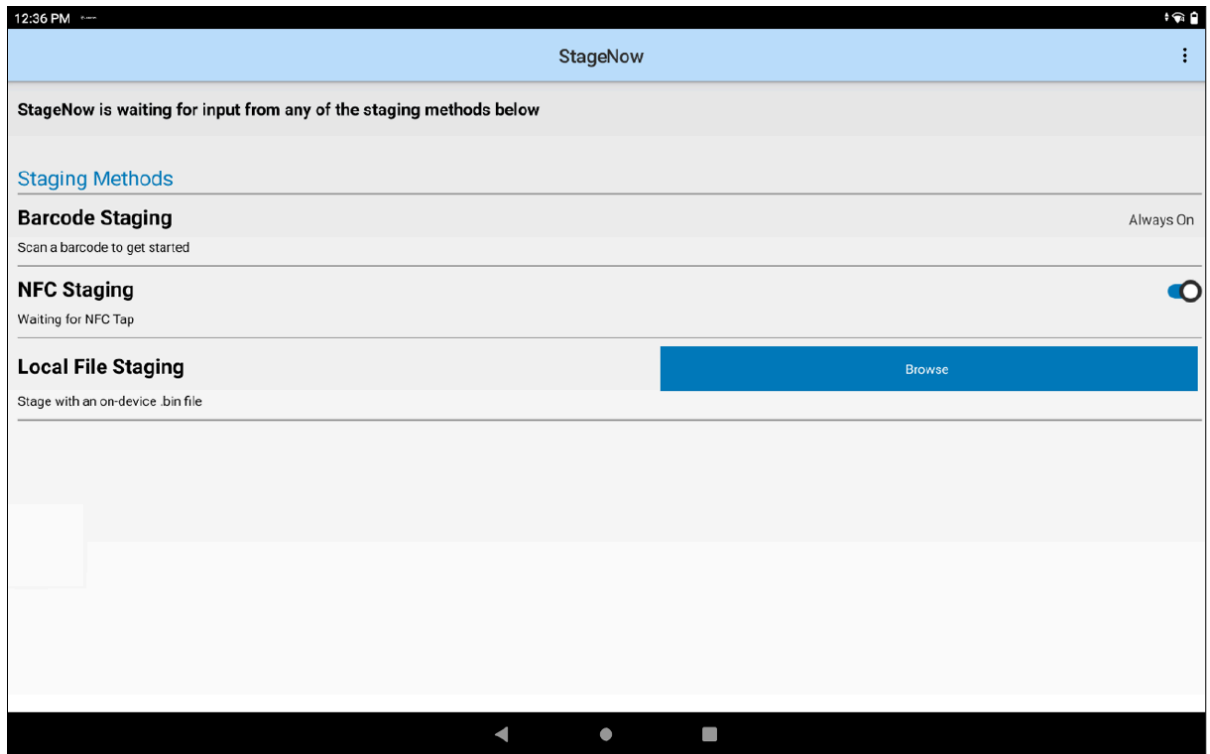 12:36 PM
StageNow
StageNow is waiting for input from any of the staging methods below
Staging Methods
Barcode Staging
Always On
Scan a barcode to get started
NFC Staging
Waiting for NFC Tap
Local File Staging
Browse
Stage with an on-device .bin file